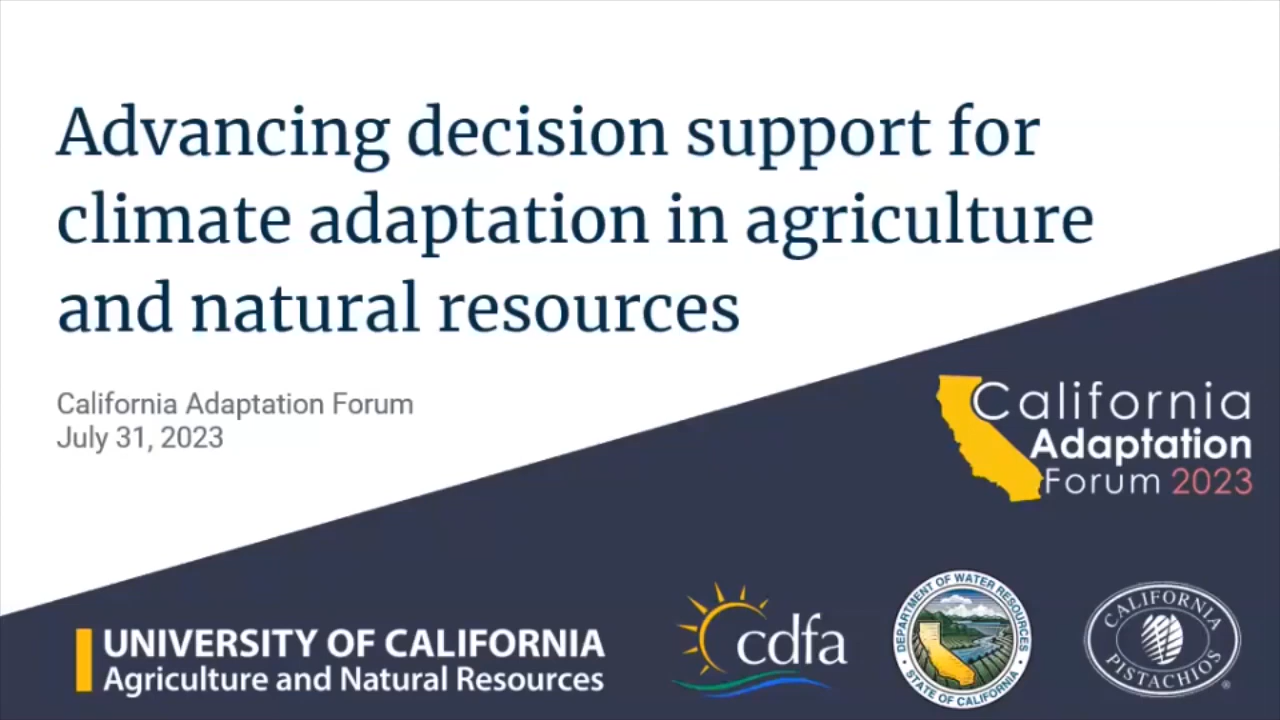 Advancing decision support for
climate adaptation in agriculture
and natural resources
California Adaptation Forum
July 31, 2023
California
Adaptation
Forum 2023
UNIVERSITY OF CALIFORNIA
Agriculture and Natural Resources
cdfa
DEPARTMENT OF WATER RESOURCES
STATE OF CALIFORNIA
CALIFORNIA
PISTACHIOS
®